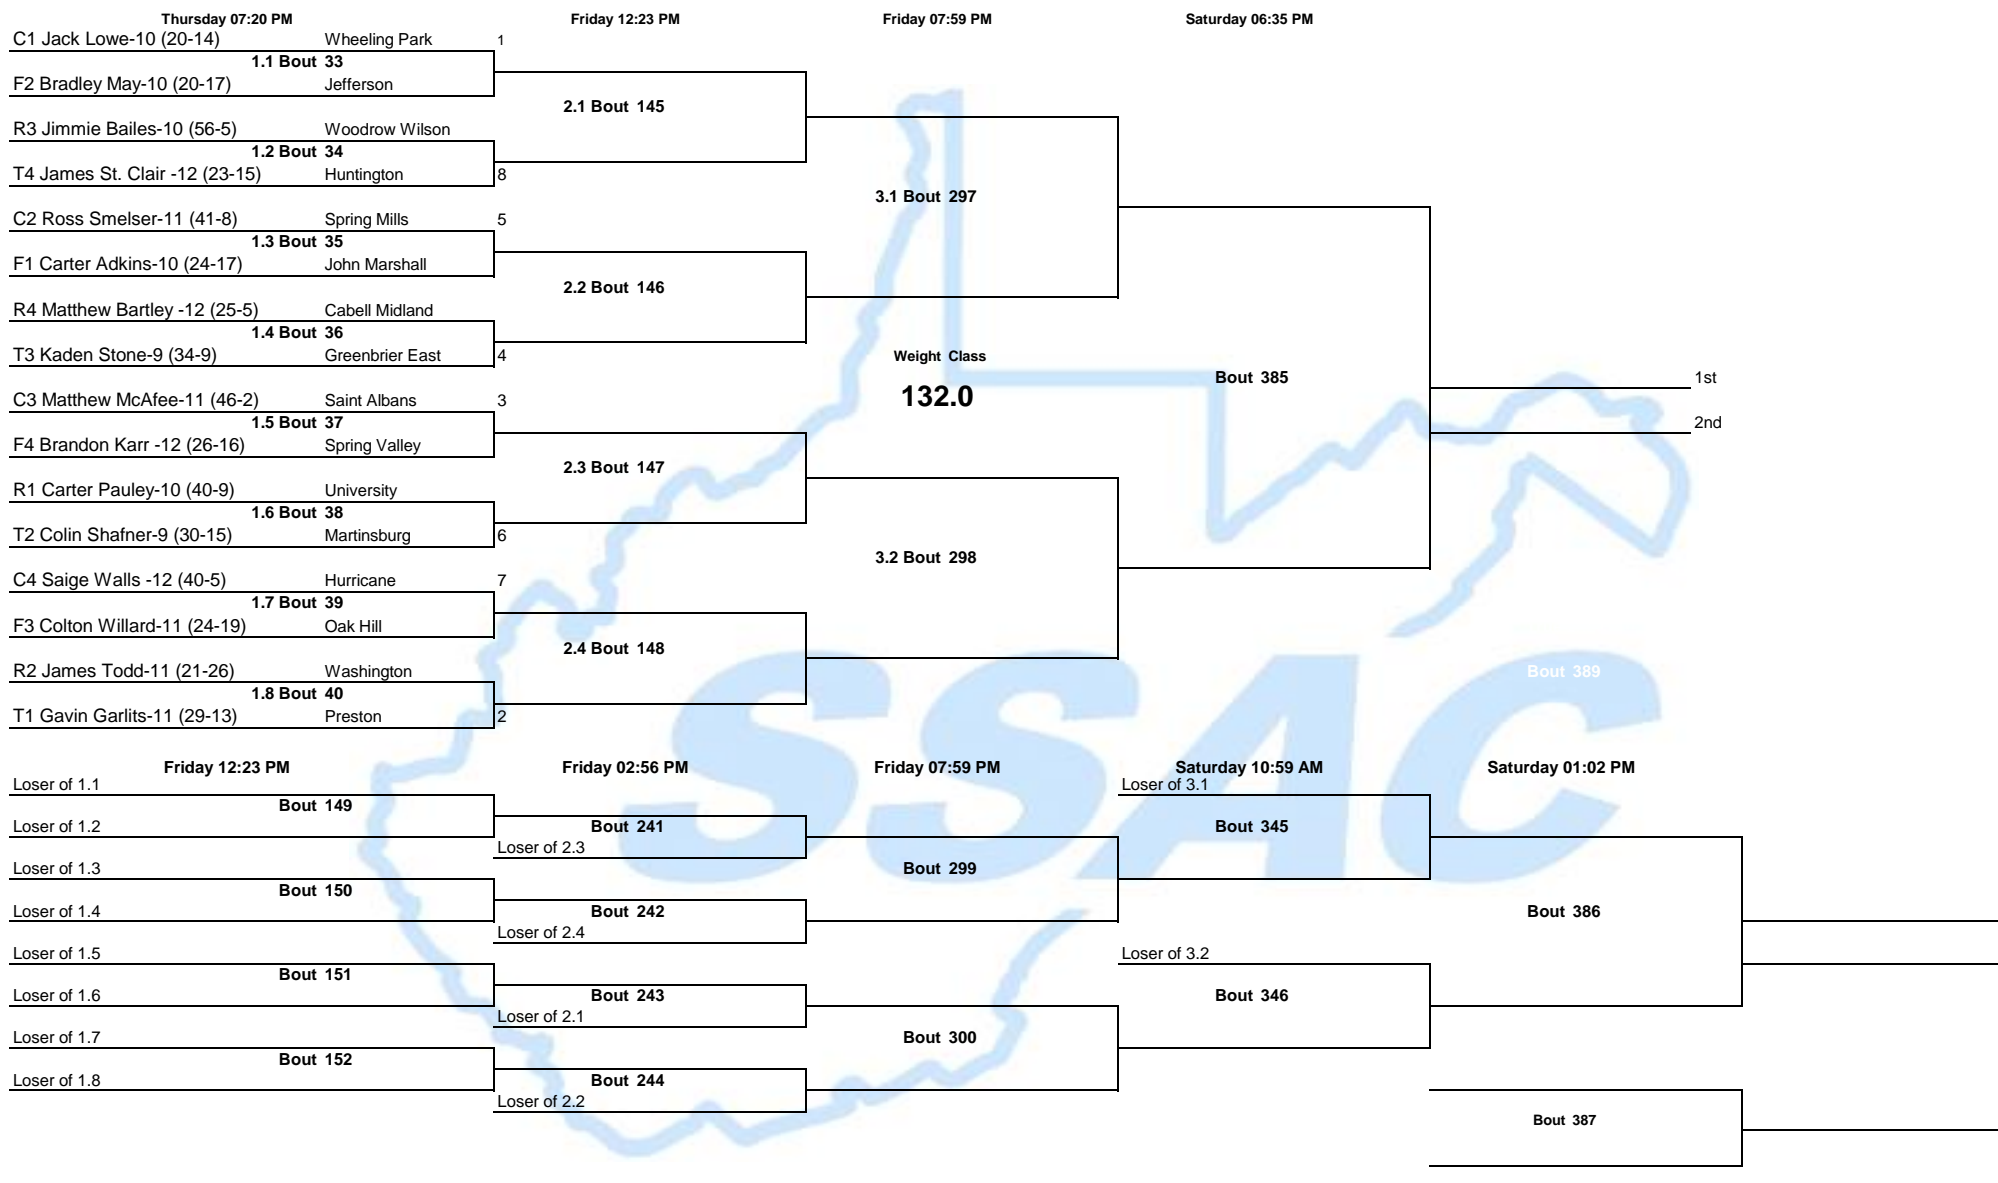 Thursday 07:20 PM Friday 12:23 PM Friday 07:59 PM Saturday 06:35 PM
C1 Jack Lowe-10 (20-14) Wheeling Park 1
1.1 Bout 33
F2 Bradley May-10 (20-17) Jefferson
2.1 Bout 145
R3 Jimmie Bailes-10 (56-5) Woodrow Wilson
1.2 Bout 34
T4 James St. Clair -12 (23-15) Huntington 8
3.1 Bout 297
C2 Ross Smelser-11 (41-8) Spring Mills 5
1.3 Bout 35
F1 Carter Adkins-10 (24-17) John Marshall
2.2 Bout 146
R4 Matthew Bartley -12 (25-5) Cabell Midland
1.4 Bout 36
T3 Kaden Stone-9 (34-9) Greenbrier East 4
Weight Class
Bout 385 1st
132.0
C3 Matthew McAfee-11 (46-2) Saint Albans 3
1.5 Bout 37 2nd
F4 Brandon Karr -12 (26-16) Spring Valley
2.3 Bout 147
R1 Carter Pauley-10 (40-9) University
1.6 Bout 38
T2 Colin Shafner-9 (30-15) Martinsburg 6
3.2 Bout 298
C4 Saige Walls -12 (40-5) Hurricane 7
1.7 Bout 39
F3 Colton Willard-11 (24-19) Oak Hill
2.4 Bout 148
R2 James Todd-11 (21-26) Washington Bout 389
1.8 Bout 40
T1 Gavin Garlits-11 (29-13) Preston 2
SSAC
Friday 12:23 PM Friday 02:56 PM Friday 07:59 PM Saturday 10:59 AM Saturday 01:02 PM
Loser of 1.1 Loser of 3.1
Bout 149
Loser of 1.2 Bout 241 Bout 345
Loser of 2.3
Loser of 1.3 Bout 299
Bout 150
Loser of 1.4 Bout 242 Bout 386
Loser of 2.4
Loser of 1.5 Loser of 3.2
Bout 151
Loser of 1.6 Bout 243 Bout 346
Loser of 2.1
Loser of 1.7 Bout 300
Bout 152
Loser of 1.8 Bout 244
Loser of 2.2
Bout 387